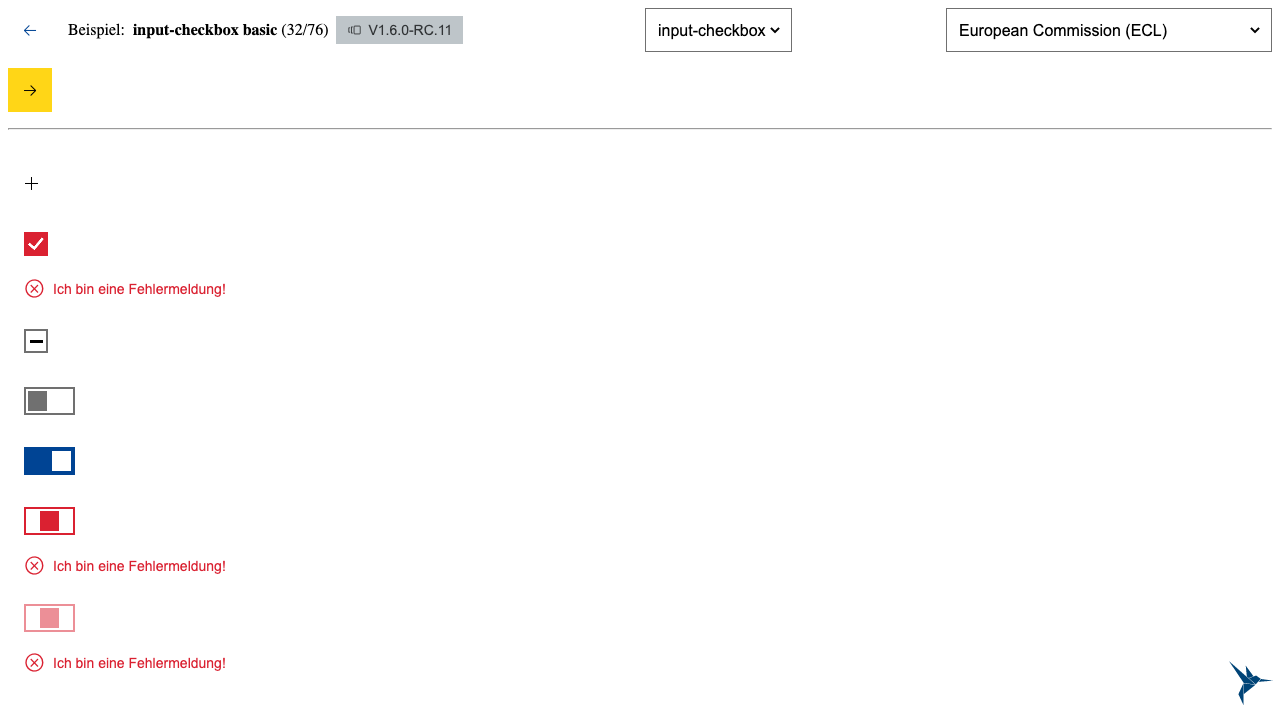 Beispiel: input-checkbox basic (32/76) V1.6.0-RC.11 input-checkbox European Commission (ECL)
Ich bin eine Fehlermeldung!
Ich bin eine Fehlermeldung!
Ich bin eine Fehlermeldung!